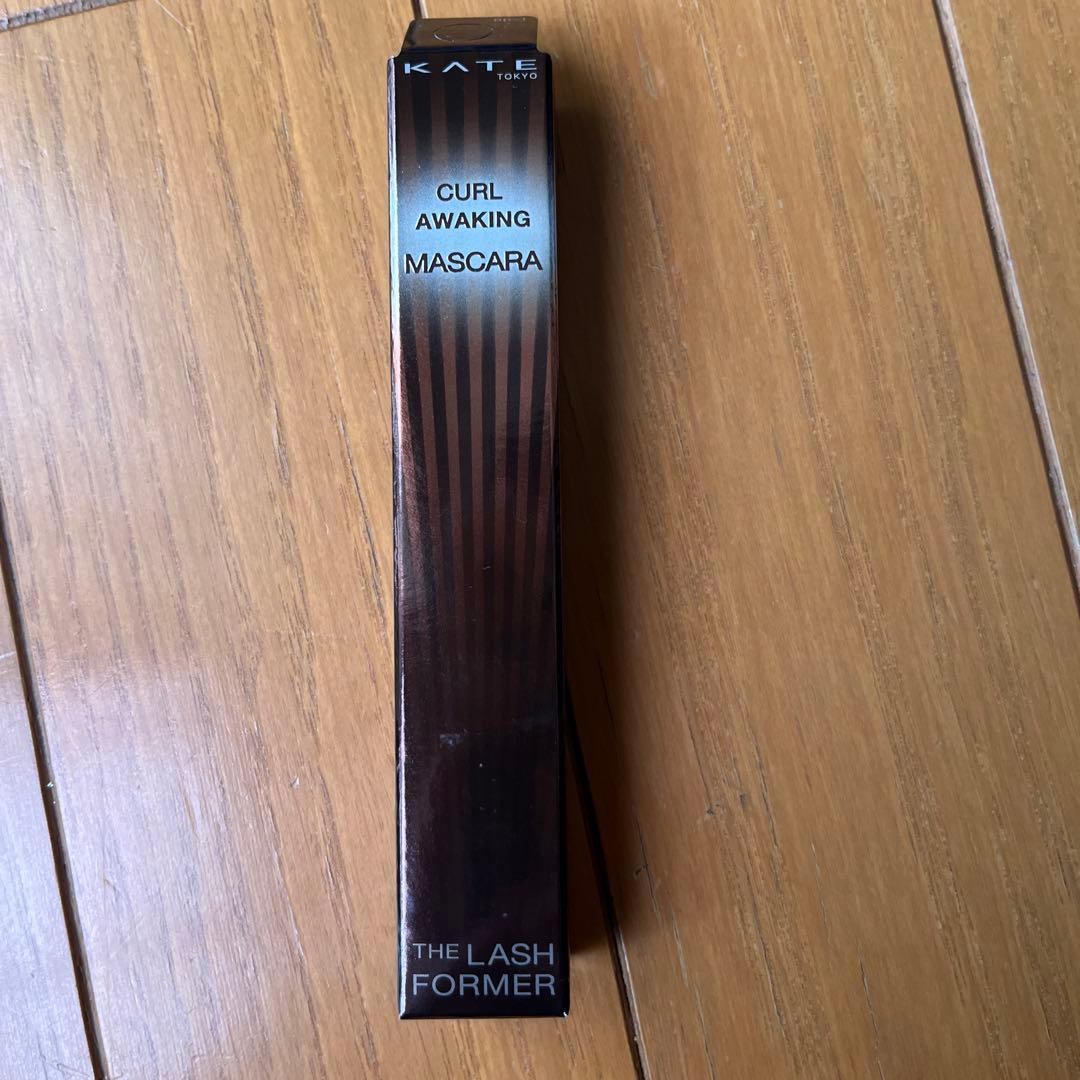 KATE
TOKYO
CURL
AWAKING
MASCARA
THE LASH
FORMER